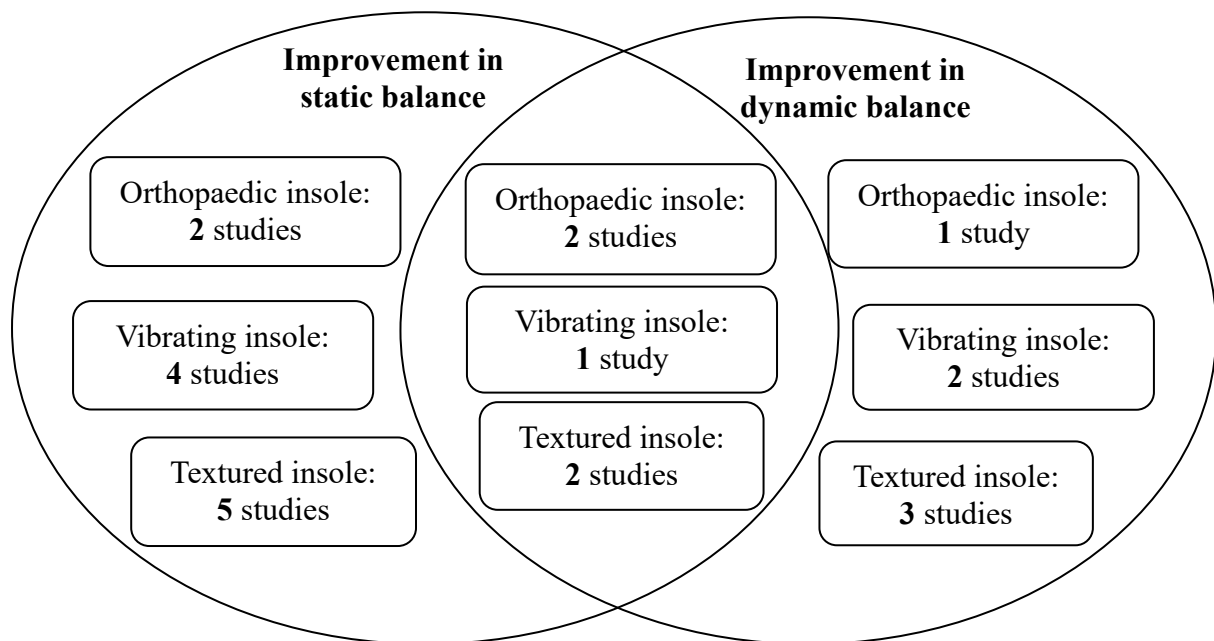 Improvement in
static balance
Improvement in
dynamic balance
Orthopaedic insole:
2 studies
Orthopaedic insole:
2 studies
Orthopaedic insole:
1 study
Vibrating insole:
4 studies
Vibrating insole:
1 study
Vibrating insole:
2 studies
Textured insole:
5 studies
Textured insole:
2 studies
Textured insole:
3 studies